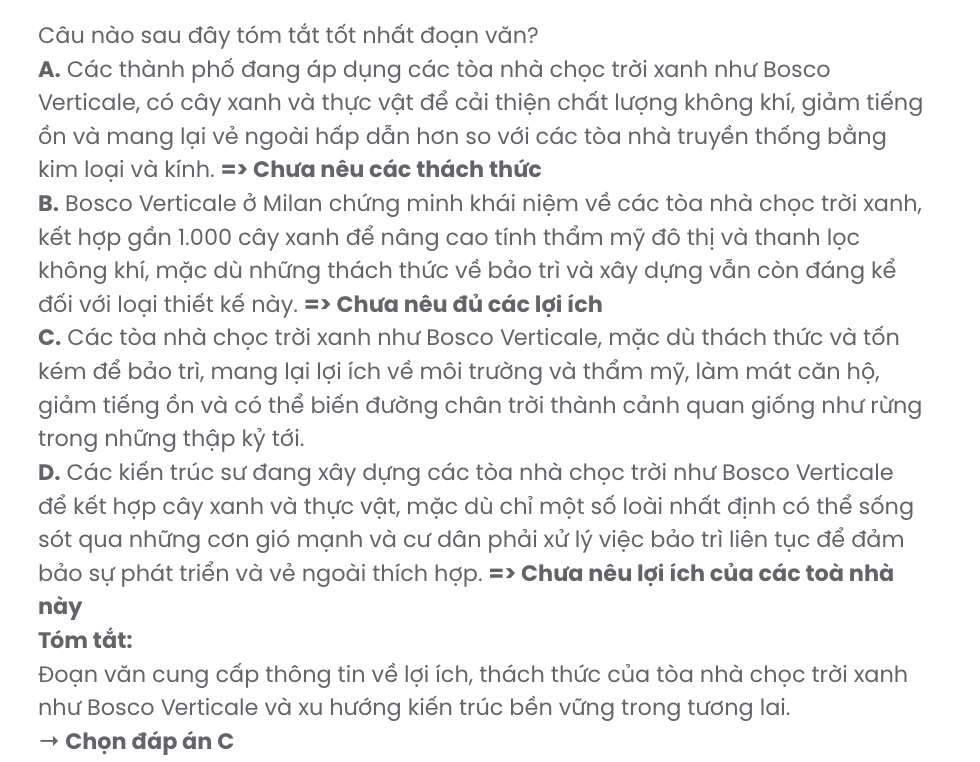 Câu nào sau đây tóm tắt tốt nhất đoạn văn?
A. Các thành phố đang áp dụng các tòa nhà chọc trời xanh như Bosco
Verticale, có cây xanh và thực vật để cải thiện chất lượng không khí, giảm tiếng
ồn và mang lại vẻ ngoài hấp dẫn hơn so với các tòa nhà truyền thống bằng
kim loại và kính. => Chưa nêu các thách thức
B. Bosco Verticale ở Milan chứng minh khái niệm về các tòa nhà chọc trời xanh,
kết hợp gần 1.000 cây xanh để nâng cao tính thẩm mỹ đô thị và thanh lọc
không khí, mặc dù những thách thức về bảo trì và xây dựng vẫn còn đáng kể
đối với loại thiết kế này. => Chưa nêu đủ các lợi ích
C. Các tòa nhà chọc trời xanh như Bosco Verticale, mặc dù thách thức và tốn
kém để bảo trì, mang lại lợi ích về môi trường và thẩm mỹ, làm mát căn hộ,
giảm tiếng ồn và có thể biến đường chân trời thành cảnh quan giống như rừng
trong những thập kỷ tới.
D. Các kiến trúc sư đang xây dựng các tòa nhà chọc trời như Bosco Verticale
để kết hợp cây xanh và thực vật, mặc dù chỉ một số loài nhất định có thể sống
sót qua những cơn gió mạnh và cư dân phải xử lý việc bảo trì liên tục để đảm
bảo sự phát triển và vẻ ngoài thích hợp. => Chưa nêu lợi ích của các toà nhà
này
Tóm tắt:
Đoạn văn cung cấp thông tin về lợi ích, thách thức của tòa nhà chọc trời xanh
như Bosco Verticale và xu hướng kiến trúc bền vững trong tương lai.
→ Chọn đáp án C